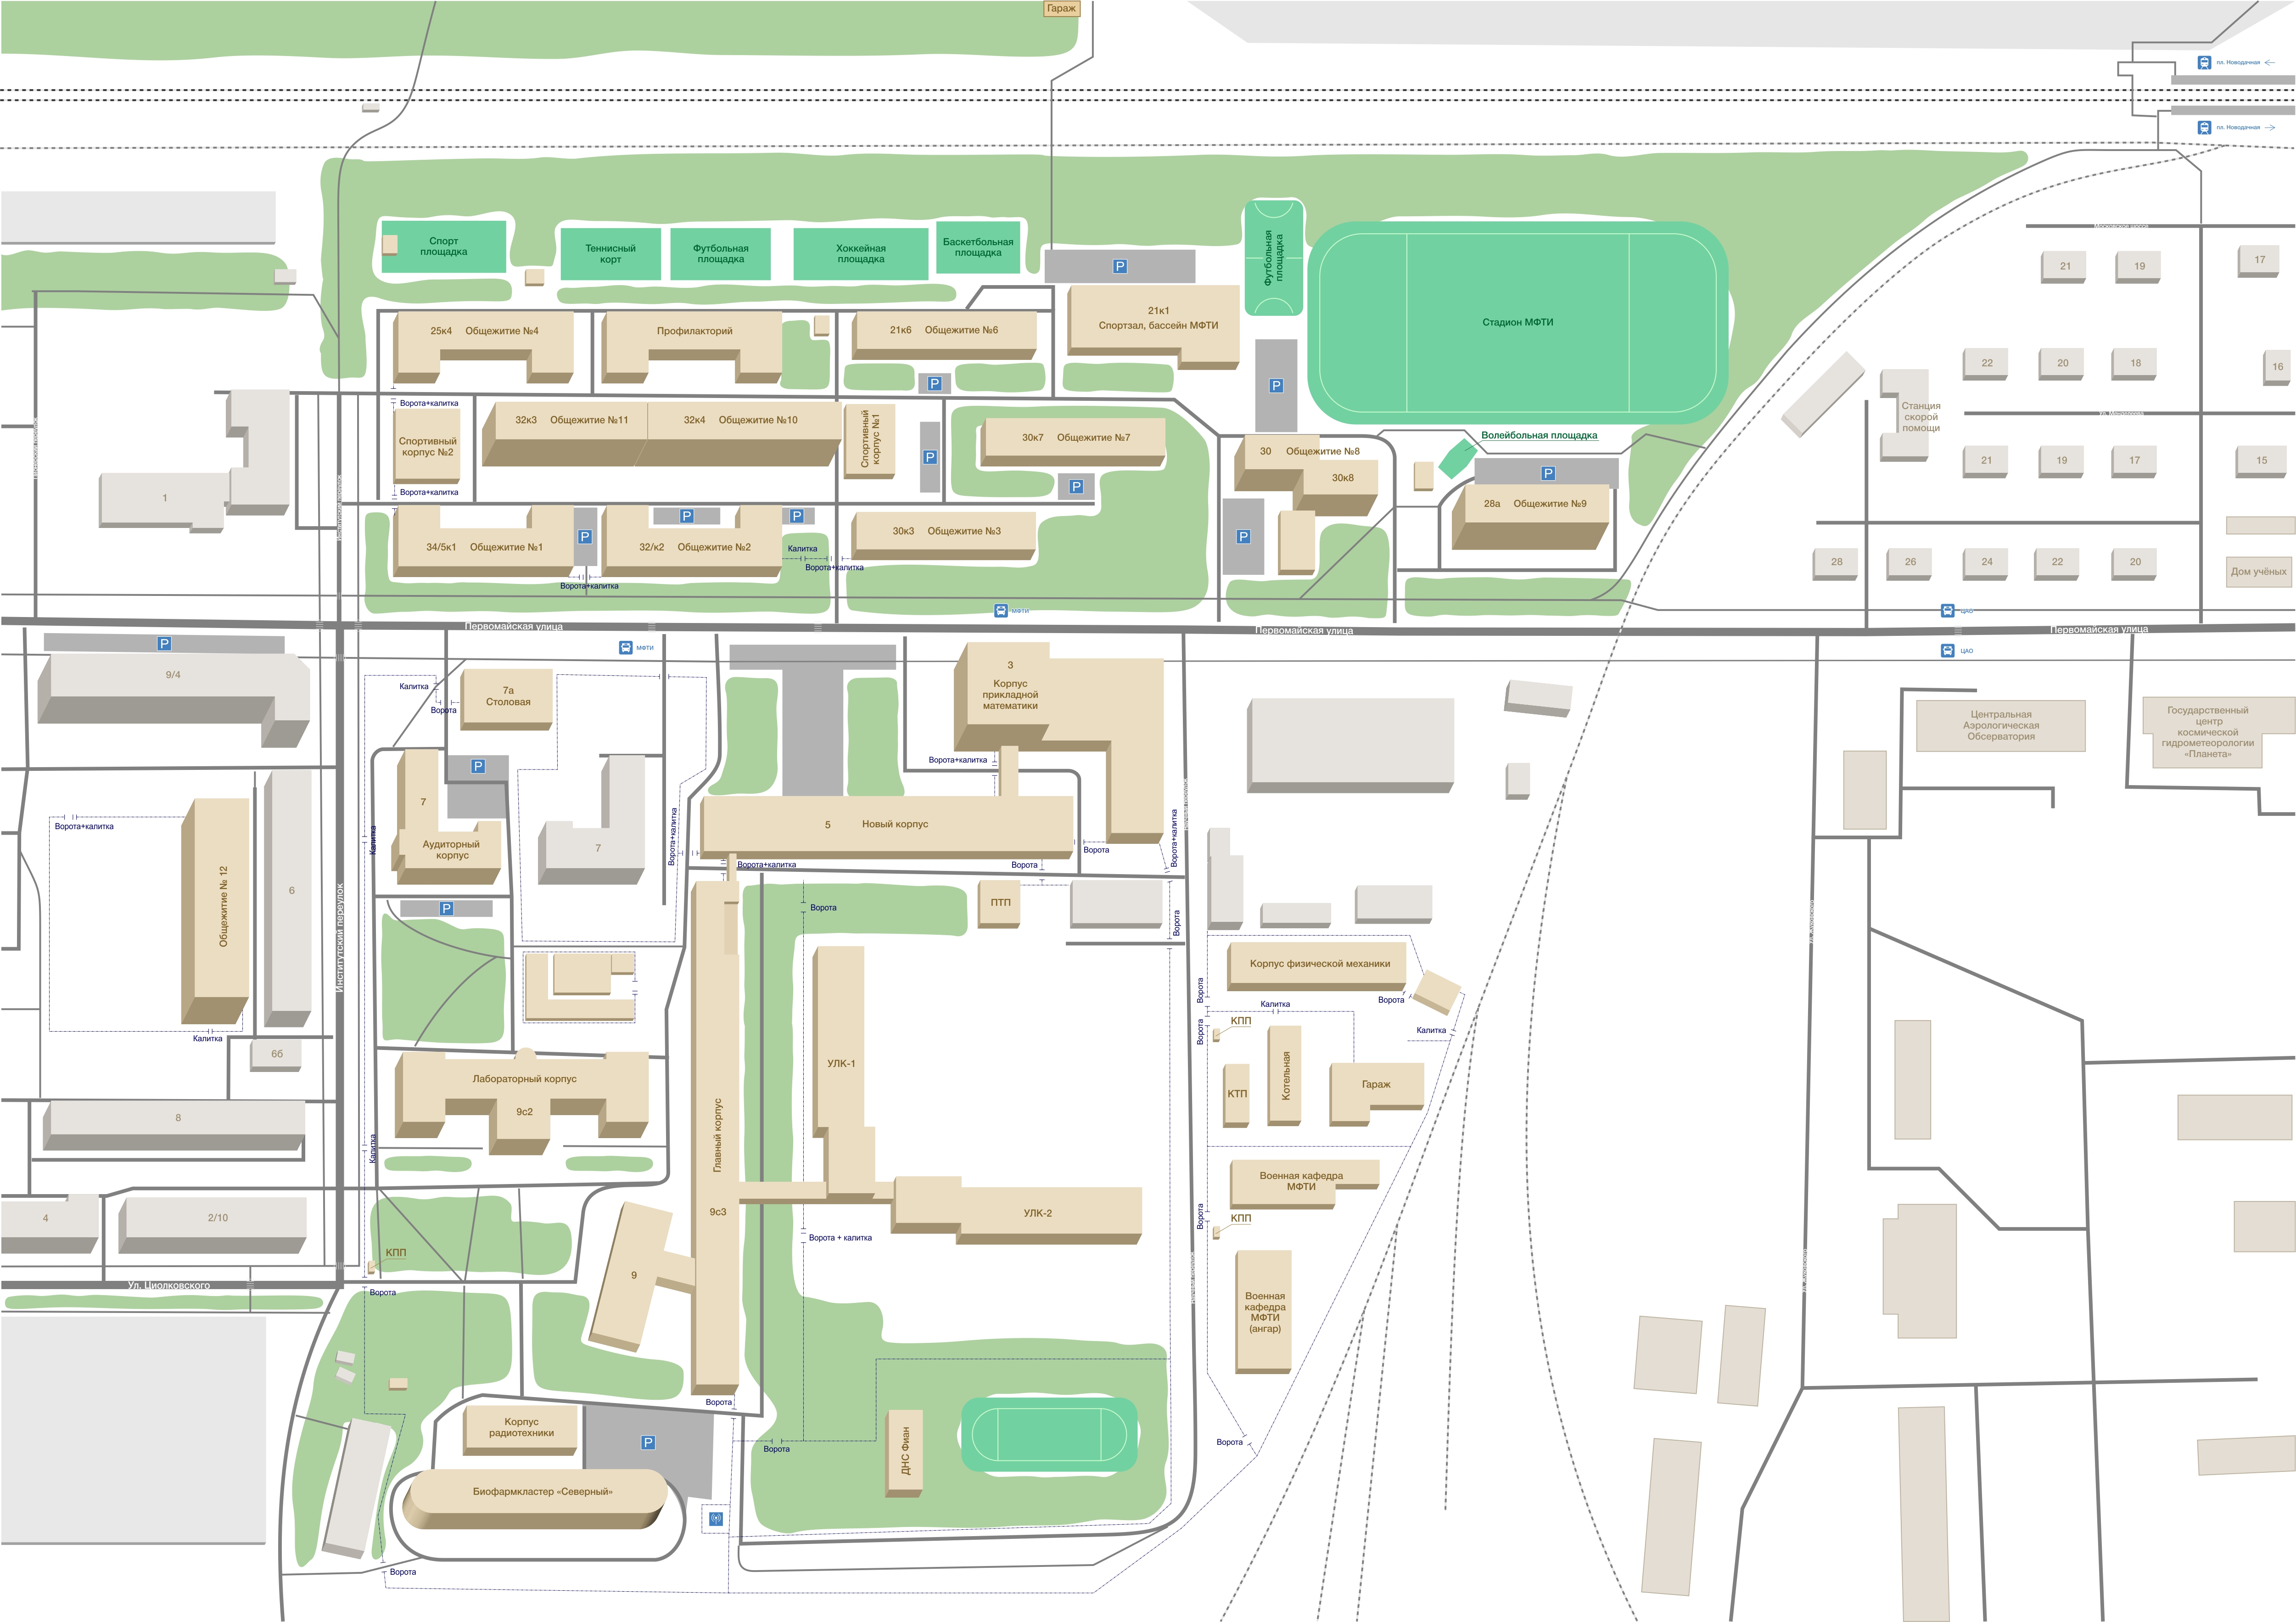 Гараж
пл. Новодачная
пл. Новодачная
Спорт
площадка
Теннисный
корт
Футбольная
площадка
Хоккейная
площадка
Баскетбольная
площадка
P
Футбольная
площадка
Стадион МФТИ
21
19
17
25к4 Общежитие №4
Профилакторий
21к6 Общежитие №6
21к1
Спортзал, бассейн МФТИ
P
P
22
20
18
16
Ворота+калитка
Спортивный
корпус №2
Ворота+калитка
32к3 Общежитие №11
32к4 Общежитие №10
Спортивный
корпус №1
P
30к7 Общежитие №7
P
30 Общежитие №8
30к8
Волейбольная площадка
P
28а Общежитие №9
Станция
скорой
помощи
21
19
17
15
1
34/5к1 Общежитие №1
P
P
32/к2 Общежитие №2
P
Калитка
Ворота+калитка
Ворота+калитка
30к3 Общежитие №3
P
28
26
24
22
20
Дом учёных
МФТИ
ЦАО
Первомайская улица
Первомайская улица
Первомайская улица
P
МФТИ
ЦАО
9/4
Калитка
Ворота
7а
Столовая
3
Корпус
прикладной
математики
Центральная
Аэрологическая
Обсерватория
Государственный
центр
космической
гидрометеорологии
«Планета»
P
Ворота+калитка
7
Аудиторный
корпус
Калитка
7
Ворота+калитка
5 Новый корпус
Ворота+калитка
Ворота
Ворота
Ворота+калитка
Ворота+калитка
Общежитие № 12
6
Калитка
Институтский переулок
P
Ворота
ПТП
Ворота
Корпус физической механики
Ворота
Ворота
Калитка
КПП
Ворота
Калитка
6б
УЛК-1
Котельная
КТП
Гараж
Лабораторный корпус
9с2
8
Калитка
Главный корпус
9с3
Военная кафедра
МФТИ
Ворота
КПП
4
2/10
УЛК-2
Ворота + калитка
КПП
Ворота
Ул. Циолковского
9
Военная
кафедра
МФТИ
(ангар)
Ворота
Корпус
радиотехники
P
Ворота
ДНС Фиан
Ворота
Биофармкластер «Северный»
Ворота